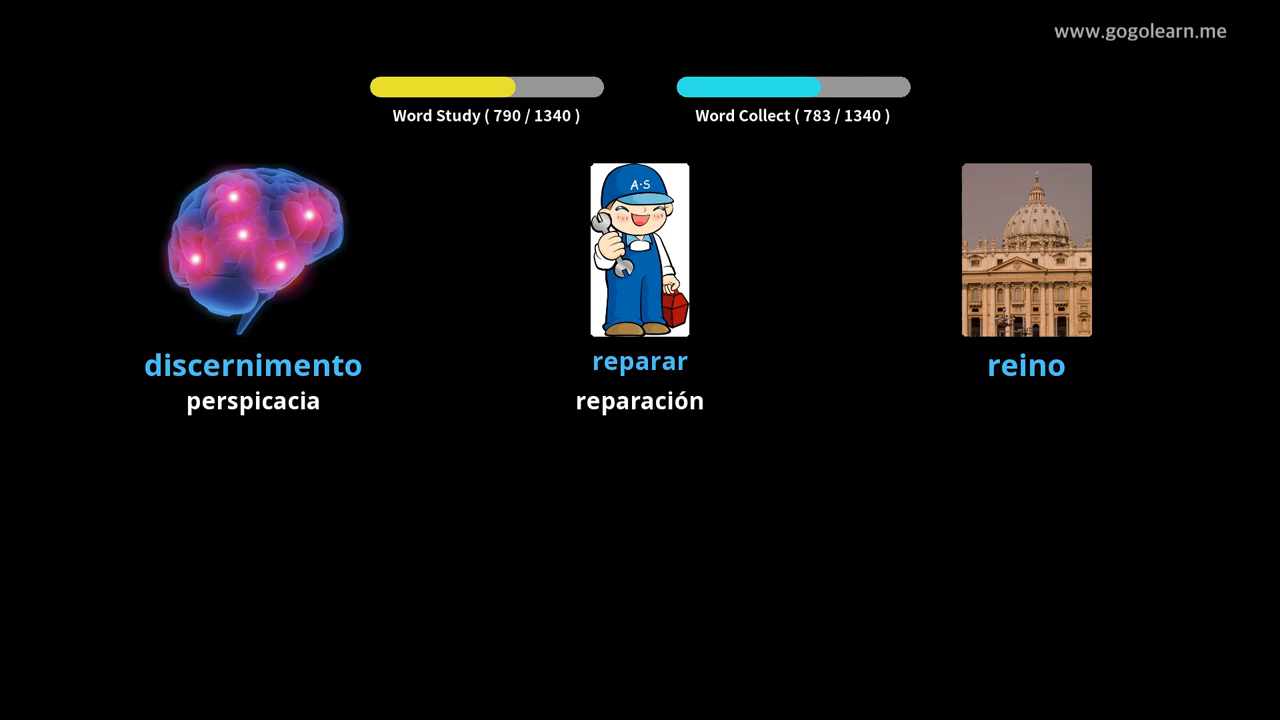 www.gogolearn.me
Word Study ( 790 / 1340 )
Word Collect ( 783 / 1340 )
A·S
discernimento
perspicacia
reparar
reparación
reino